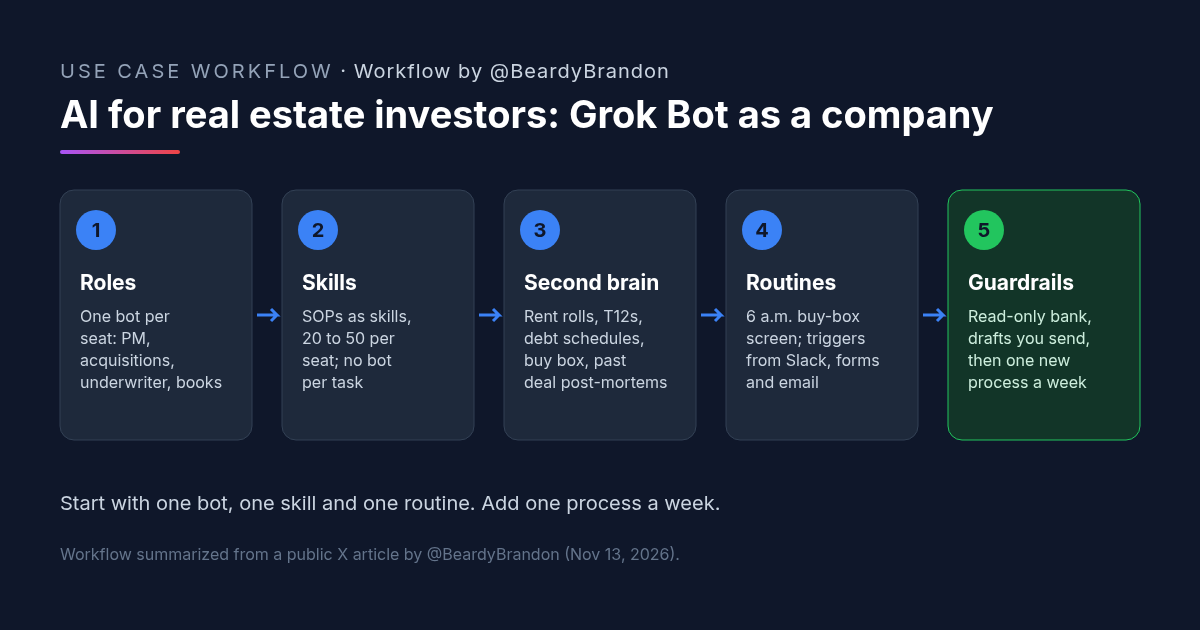 USE CASE WORKFLOW · Workflow by @BeardyBrandon
AI for real estate investors: Grok Bot as a company
1
Roles
One bot per
seat: PM,
acquisitions,
underwriter, books
2
Skills
SOPs as skills,
20 to 50 per
seat; no bot
per task
3
Second brain
Rent rolls, T12s,
debt schedules,
buy box, past
deal post-mortems
4
Routines
6 a.m. buy-box
screen; triggers
from Slack, forms
and email
5
Guardrails
Read-only bank,
drafts you send,
then one new
process a week
Start with one bot, one skill and one routine. Add one process a week.
Workflow summarized from a public X article by @BeardyBrandon (Nov 13, 2026).